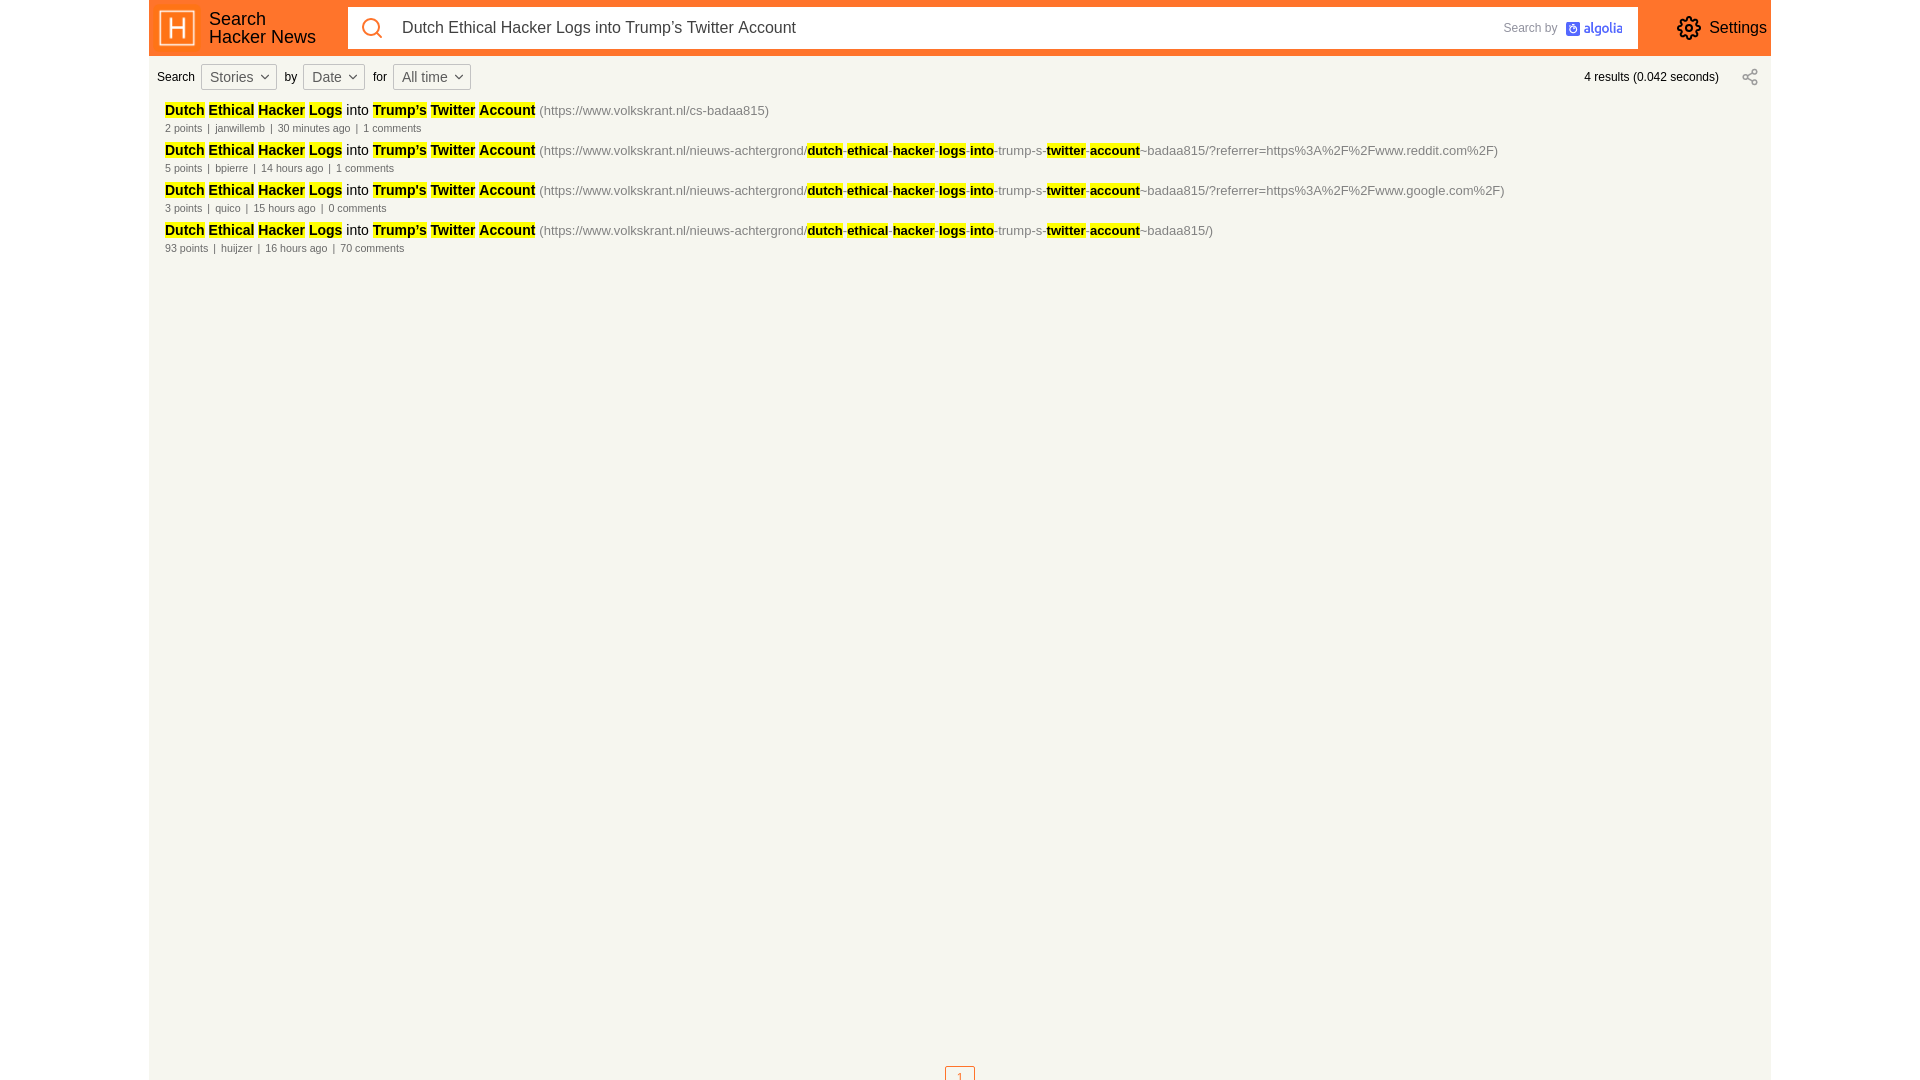 Search
Hacker News
Dutch Ethical Hacker Logs into Trump’s Twitter Account
Search by algolia
Settings
Search Stories by Date for All time
4 results (0.042 seconds)
Dutch Ethical Hacker Logs into Trump’s Twitter Account (https://www.volkskrant.nl/cs-badaa815)
2 points | janwillemb | 30 minutes ago | 1 comments
Dutch Ethical Hacker Logs into Trump’s Twitter Account (https://www.volkskrant.nl/nieuws-achtergrond/dutch-ethical-hacker-logs-into-trump-s-twitter-account~badaa815/?referrer=https%3A%2F%2Fwww.reddit.com%2F)
5 points | bpierre | 14 hours ago | 1 comments
Dutch Ethical Hacker Logs into Trump's Twitter Account (https://www.volkskrant.nl/nieuws-achtergrond/dutch-ethical-hacker-logs-into-trump-s-twitter-account~badaa815/?referrer=https%3A%2F%2Fwww.google.com%2F)
3 points | quico | 15 hours ago | 0 comments
Dutch Ethical Hacker Logs into Trump’s Twitter Account (https://www.volkskrant.nl/nieuws-achtergrond/dutch-ethical-hacker-logs-into-trump-s-twitter-account~badaa815/)
93 points | huijzer | 16 hours ago | 70 comments
1